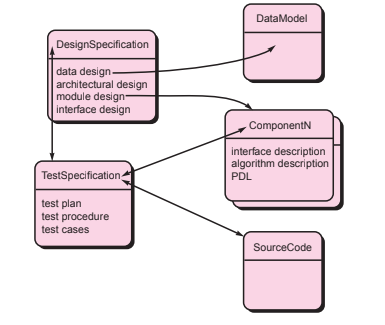 DesignSpecification
data design
architectural design
module design
interface design
DataModel
ComponentN
interface description
algorithm description
PDL
TestSpecification
test plan
test procedure
test cases
SourceCode